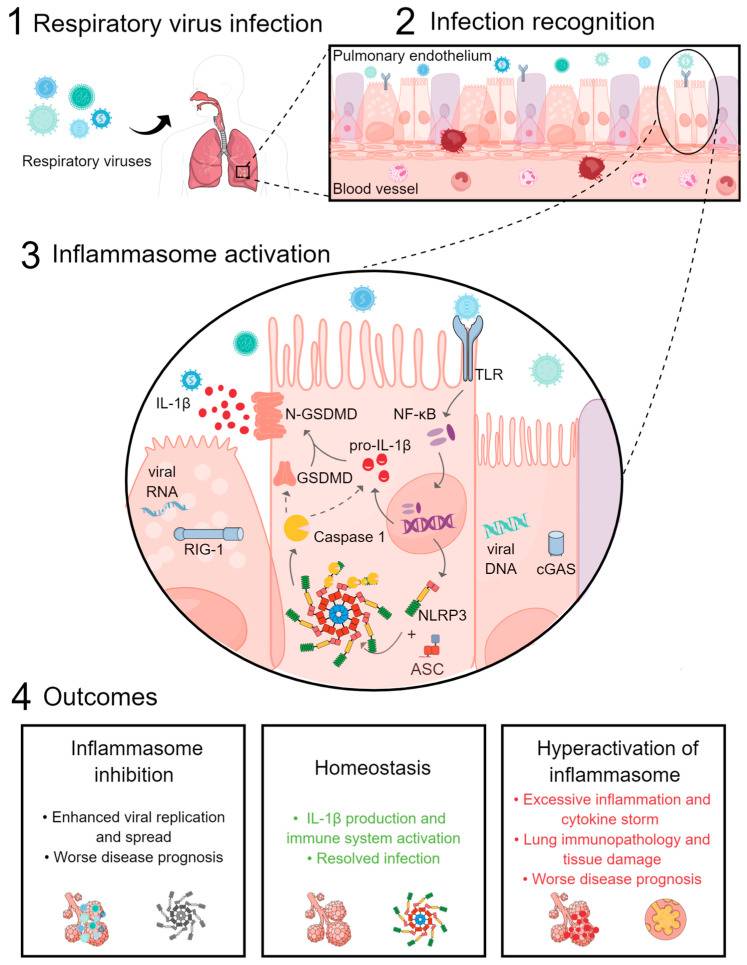 1 Respiratory virus infection
Respiratory viruses
2 Infection recognition
Pulmonary endothelium
Blood vessel
3 Inflammasome activation
TLR
IL-1β
N-GSDMD
NF-κB
pro-IL-1β
viral
RNA
GSDMD
RIG-1
Caspase 1
viral
DNA
cGAS
NLRP3
+
ASC
4 Outcomes
Inflammasome
inhibition
• Enhanced viral replication
and spread
• Worse disease prognosis
Homeostasis
• IL-1β production and
immune system activation
• Resolved infection
Hyperactivation of
inflammasome
• Excessive inflammation and
cytokine storm
• Lung immunopathology and
tissue damage
• Worse disease prognosis